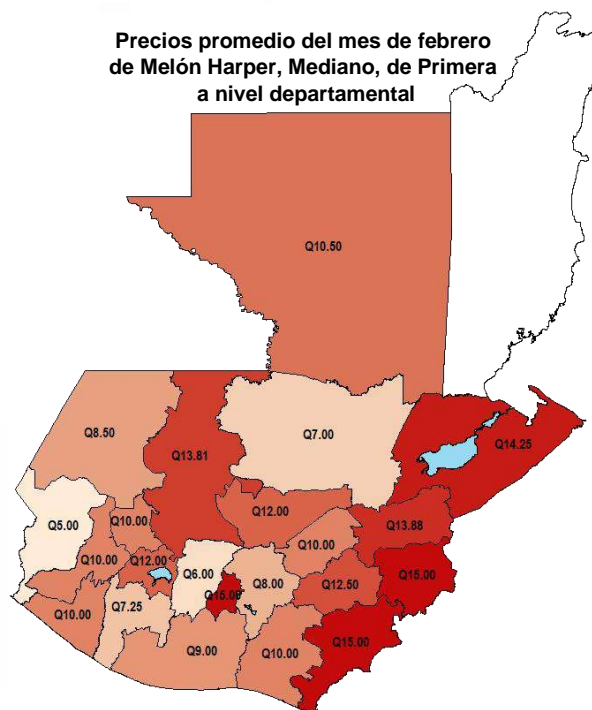 Precios promedio del mes de febrero
de Melón Harper, Mediano, de Primera
a nivel departamental
Q10.50
Q8.50
Q13.81
Q7.00
Q14.25
Q5.00
Q10.00
Q12.00
Q13.88
Q10.00
Q12.00
Q10.00
Q6.00
Q8.00
Q12.50
Q15.00
Q15.00
Q10.00
Q7.25
Q9.00
Q10.00
Q15.00